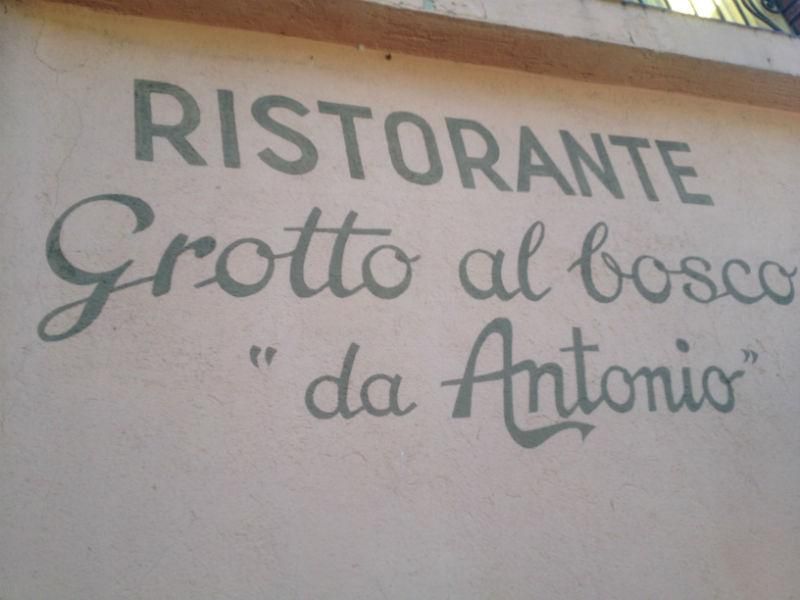 RISTORANTE
Grotto al bosco
"da Antonio"